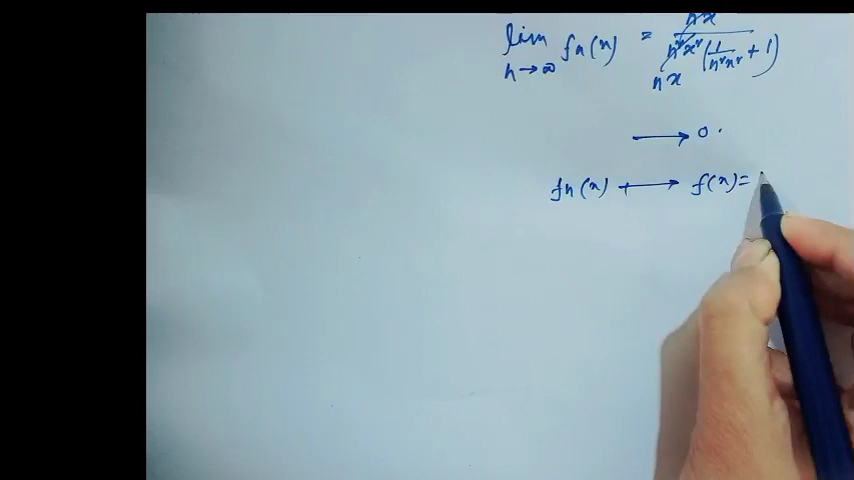 lim fn(x) = nx / n²x² (1/n²x² + 1)
n→∞ nx
→ 0.
fn(x) → f(x) =